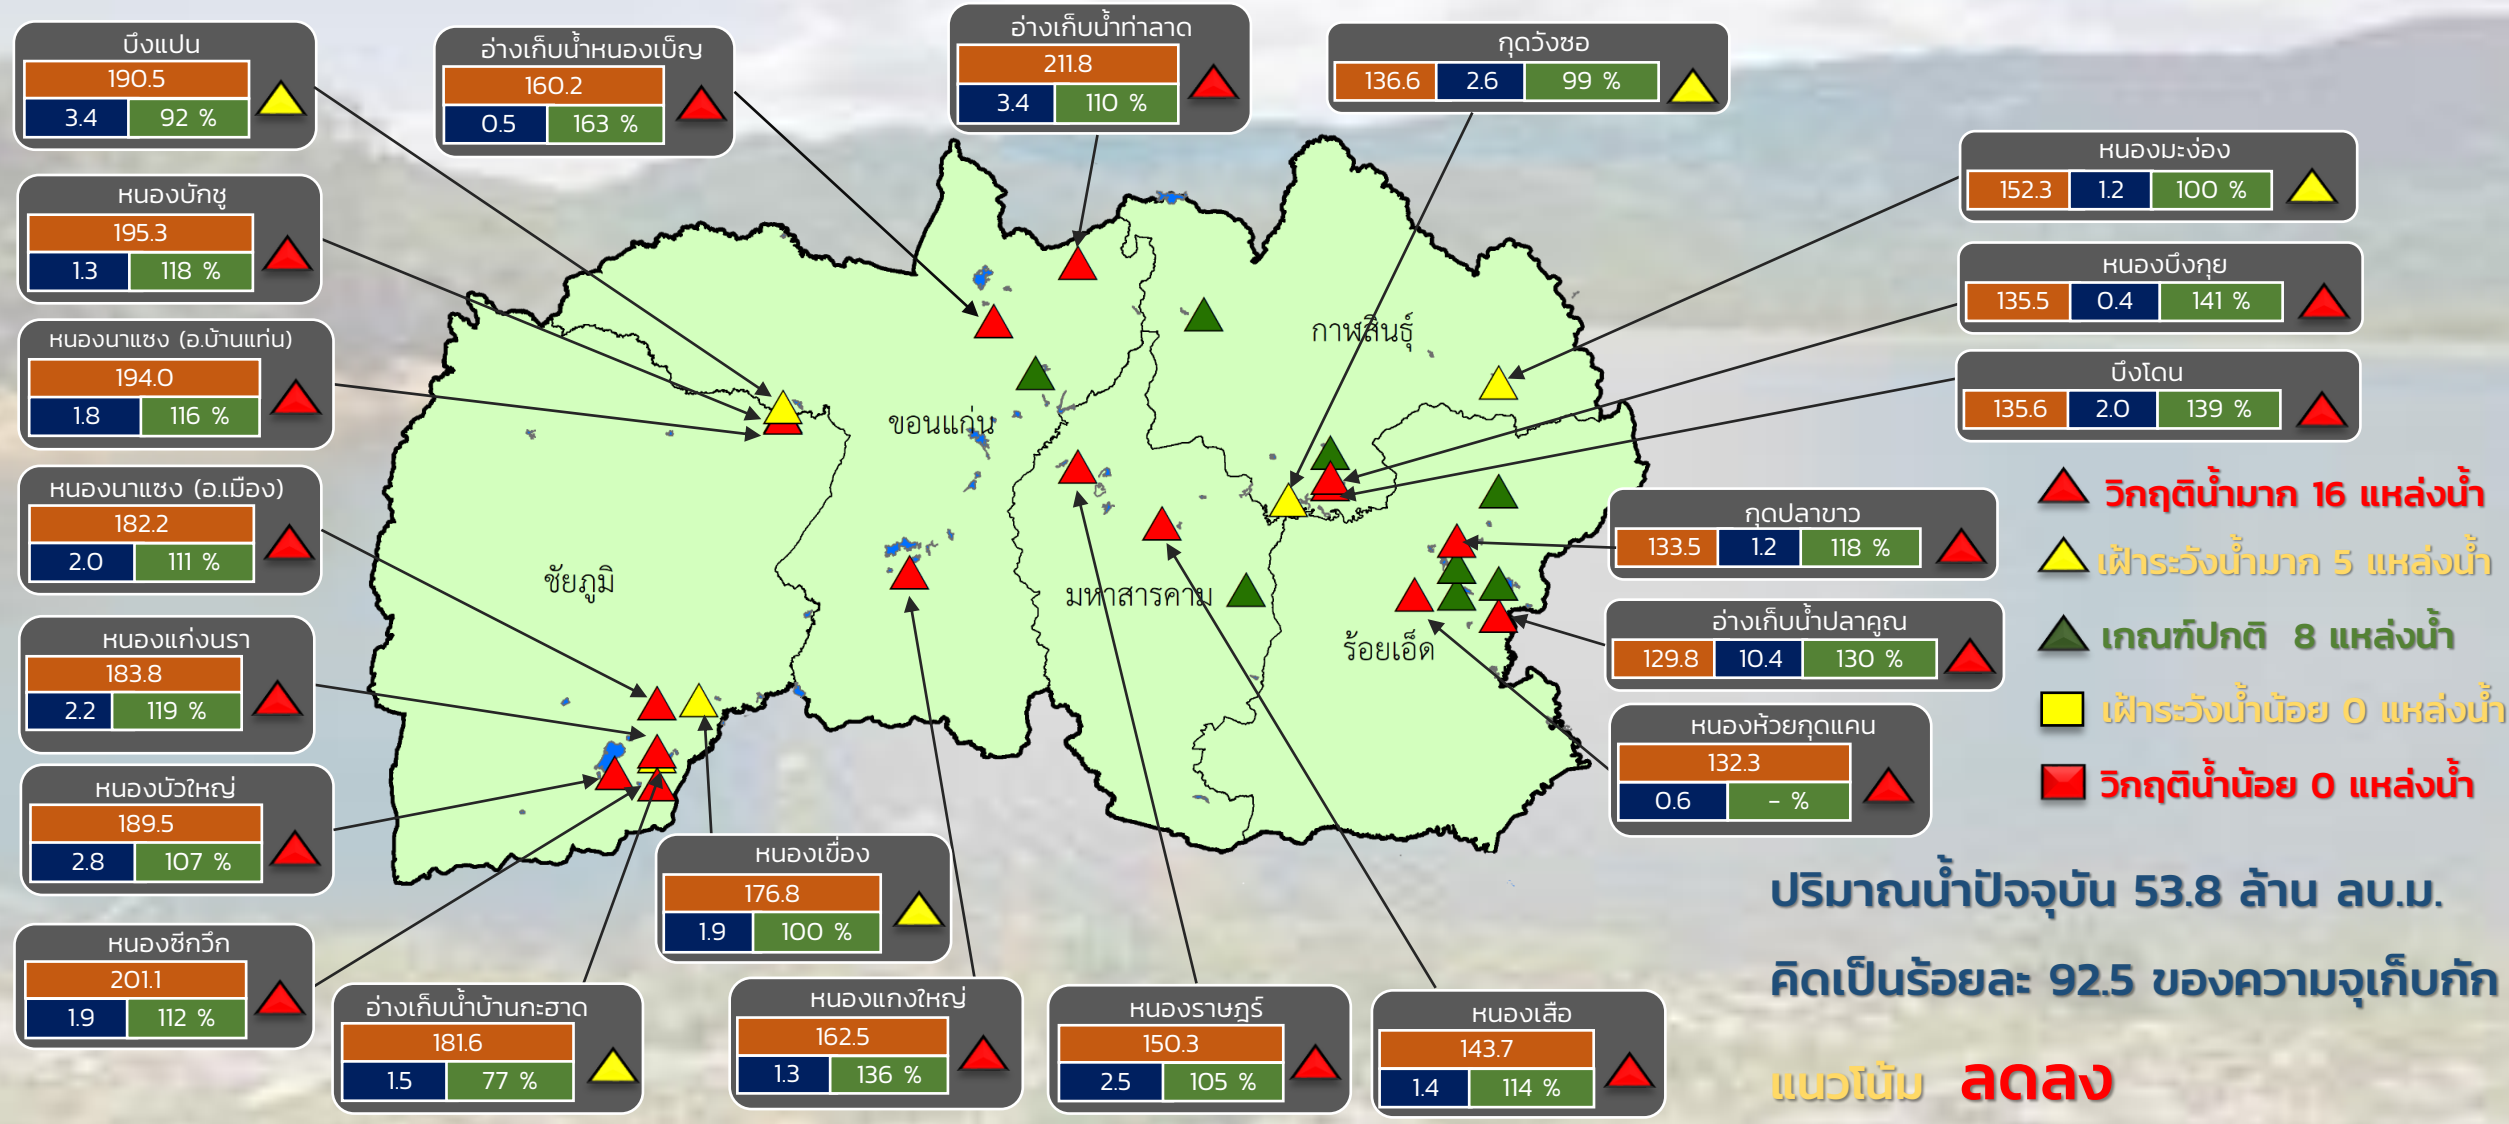 บึงแปน
190.5
3.4 92 %
อ่างเก็บน้ำหนองเบ็ญ
160.2
0.5 163 %
อ่างเก็บน้ำท่าลาด
211.8
3.4 110 %
กุดวังซอ
136.6 2.6 99 %
หนองมะง่อง
152.3 1.2 100 %
หนองบึงกุย
135.5 0.4 141 %
บึงโดน
135.6 2.0 139 %
หนองบักชู
195.3
1.3 118 %
หนองนาแซง (อ.บ้านแท่น)
194.0
1.8 116 %
หนองนาแซง (อ.เมือง)
182.2
2.0 111 %
หนองแก่งนรา
183.8
2.2 119 %
หนองบัวใหญ่
189.5
2.8 107 %
หนองซีกวึก
201.1
1.9 112 %
อ่างเก็บน้ำบ้านกะฮาด
181.6
1.5 77 %
หนองเขื่อง
176.8
1.9 100 %
หนองแกงใหญ่
162.5
1.3 136 %
หนองราษฎร์
150.3
2.5 105 %
หนองเสือ
143.7
1.4 114 %
กุดปลาขาว
133.5 1.2 118 %
อ่างเก็บน้ำปลาคูณ
129.8 10.4 130 %
หนองห้วยกุดแคน
132.3
0.6 - %
กาฬสินธุ์
ขอนแก่น
ชัยภูมิ
มหาสารคาม
ร้อยเอ็ด
วิกฤติน้ำมาก 16 แหล่งน้ำ
เฝ้าระวังน้ำมาก 5 แหล่งน้ำ
เกณฑ์ปกติ 8 แหล่งน้ำ
เฝ้าระวังน้ำน้อย 0 แหล่งน้ำ
วิกฤติน้ำน้อย 0 แหล่งน้ำ
ปริมาณน้ำปัจจุบัน 53.8 ล้าน ลบ.ม.
คิดเป็นร้อยละ 92.5 ของความจุเก็บกัก
แนวโน้ม ลดลง